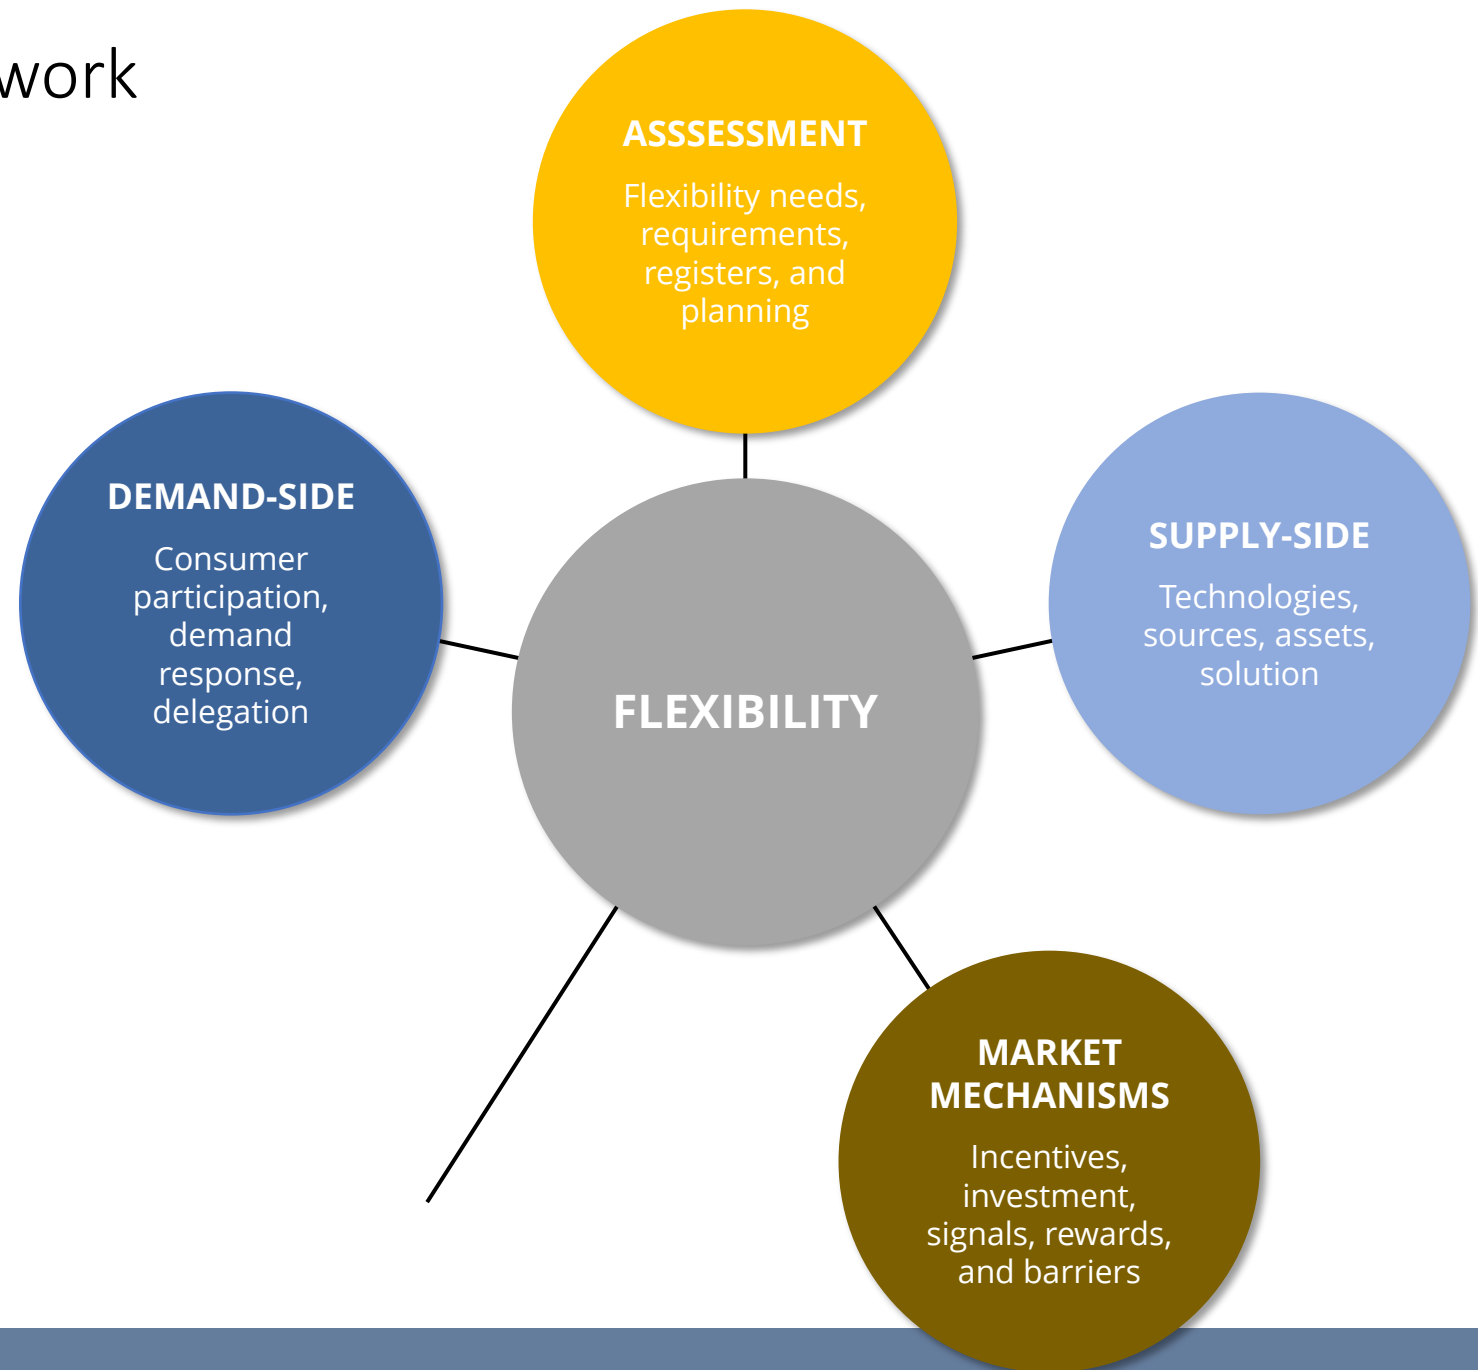 work
ASSSESSMENT
Flexibility needs,
requirements,
registers, and
planning
DEMAND-SIDE
Consumer
participation,
demand
response,
delegation
SUPPLY-SIDE
Technologies,
sources, assets,
solution
FLEXIBILITY
MARKET
MECHANISMS
Incentives,
investment,
signals, rewards,
and barriers